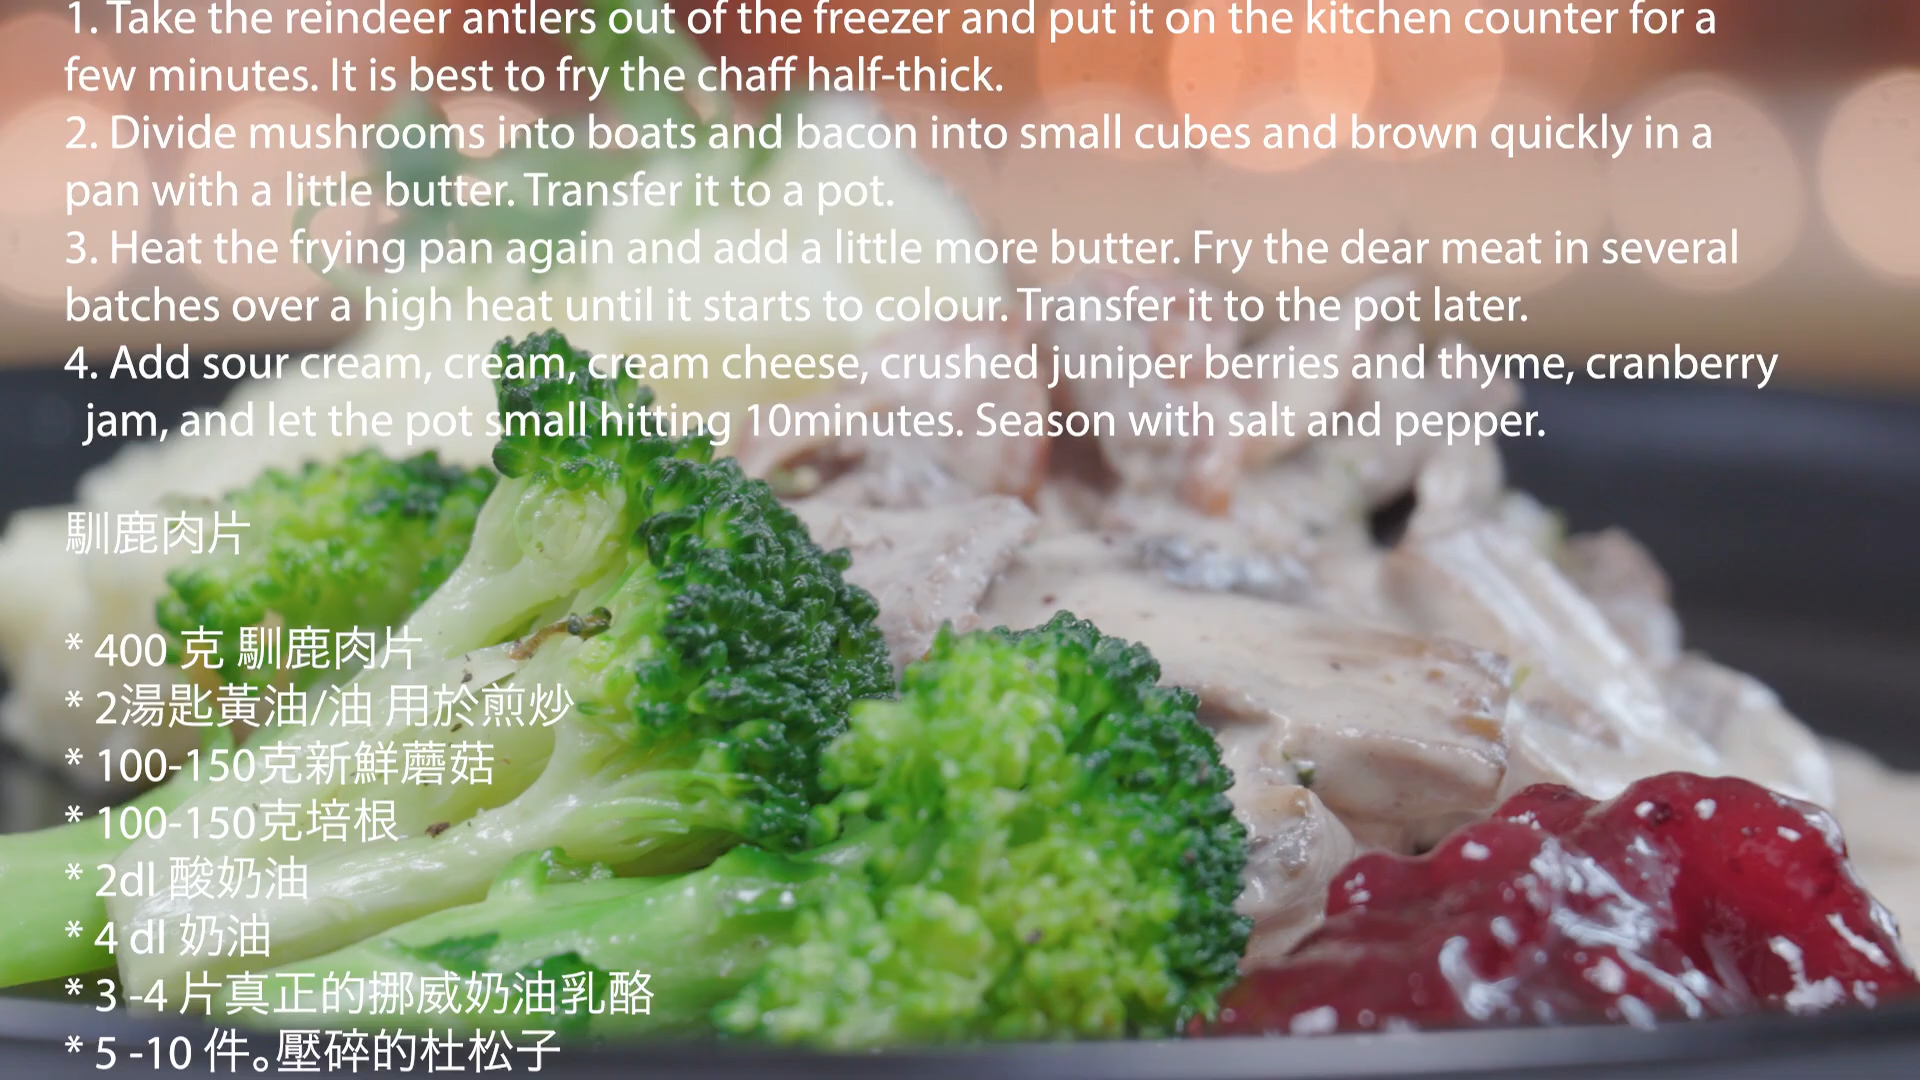 1. Take the reindeer antlers out of the freezer and put it on the kitchen counter for a
few minutes. It is best to fry the chaff half-thick.
2. Divide mushrooms into boats and bacon into small cubes and brown quickly in a
pan with a little butter. Transfer it to a pot.
3. Heat the frying pan again and add a little more butter. Fry the dear meat in several
batches over a high heat until it starts to colour. Transfer it to the pot later.
4. Add sour cream, cream, cream cheese, crushed juniper berries and thyme, cranberry
jam, and let the pot small hitting 10minutes. Season with salt and pepper.
馴鹿肉片
* 400 克 馴鹿肉片
* 2湯匙黃油/油 用於煎炒
* 100-150克新鮮蘑菇
* 100-150克培根
* 2dl 酸奶油
* 4 dl 奶油
* 3 -4 片真正的挪威奶油乳酪
* 5 -10 件。壓碎的杜松子